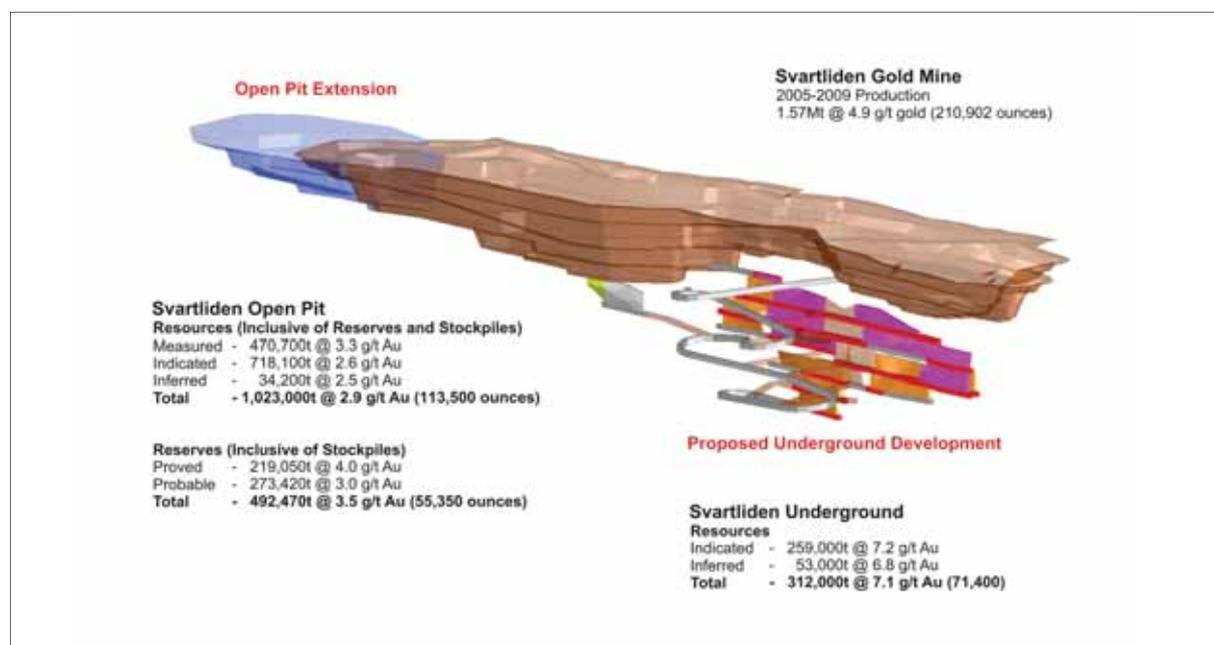 Open Pit Extension
Svartliden Gold Mine
2005-2009 Production
1.57Mt @ 4.9 g/t gold (210,902 ounces)
Svartliden Open Pit
Resources (Inclusive of Reserves and Stockpiles)
Measured - 470,700t @ 3.3 g/t Au
Indicated - 718,100t @ 2.6 g/t Au
Inferred - 34,200t @ 2.5 g/t Au
Total - 1,023,000t @ 2.9 g/t Au (113,500 ounces)
Reserves (Inclusive of Stockpiles)
Proved - 219,050t @ 4.0 g/t Au
Probable - 273,420t @ 3.0 g/t Au
Total - 492,470t @ 3.5 g/t Au (55,350 ounces)
Proposed Underground Development
Svartliden Underground
Resources
Indicated - 259,000t @ 7.2 g/t Au
Inferred - 53,000t @ 6.8 g/t Au
Total - 312,000t @ 7.1 g/t Au (71,400)